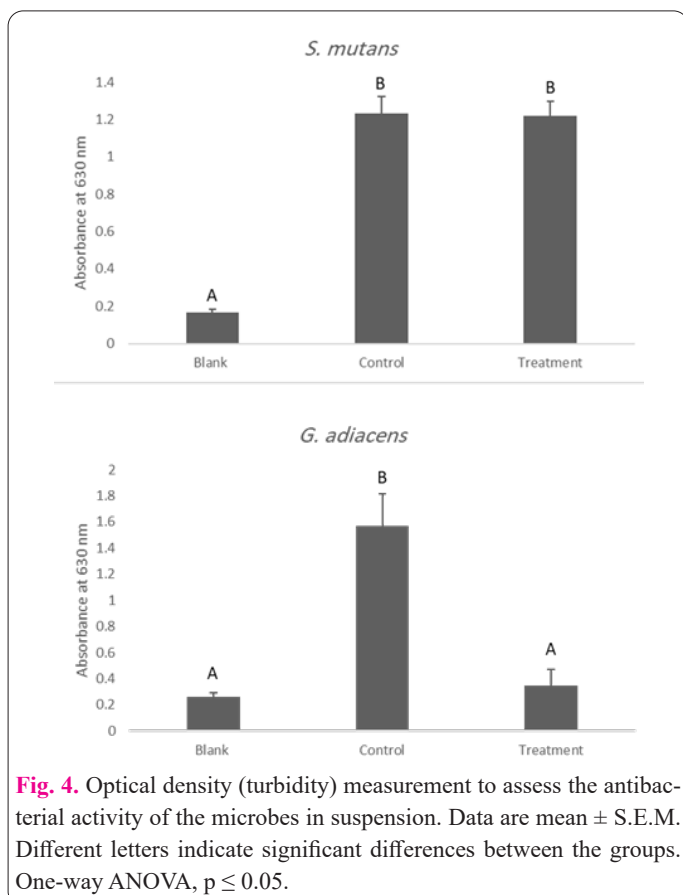 S. mutans
1.4
1.2
1
0.8
0.6
0.4
0.2
0
Absorbance at 630 nm
A
B
B
Blank
Control
Treatment
G. adiacens
2
1.8
1.6
1.4
1.2
1
0.8
0.6
0.4
0.2
0
Absorbance at 630 nm
A
B
A
Blank
Control
Treatment
Fig. 4. Optical density (turbidity) measurement to assess the antibac-
terial activity of the microbes in suspension. Data are mean ± S.E.M.
Different letters indicate significant differences between the groups.
One-way ANOVA, p ≤ 0.05.